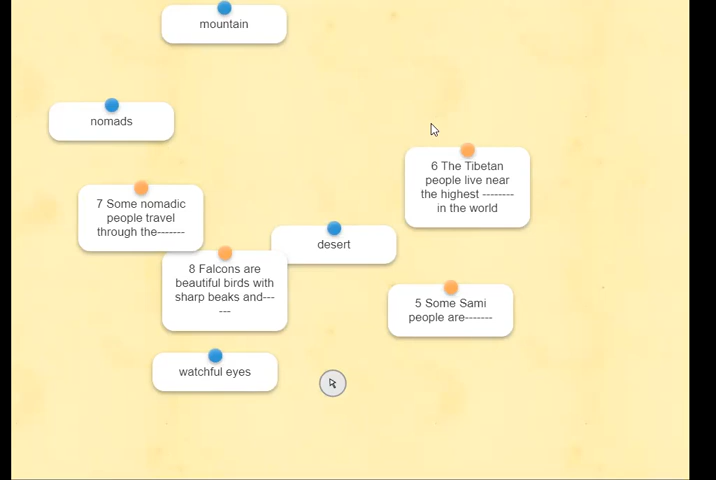 mountain
nomads
6 The Tibetan
people live near
the highest --------
in the world
7 Some nomadic
people travel
through the-------
desert
8 Falcons are
beautiful birds with
sharp beaks and---
---
5 Some Sami
people are-------
watchful eyes